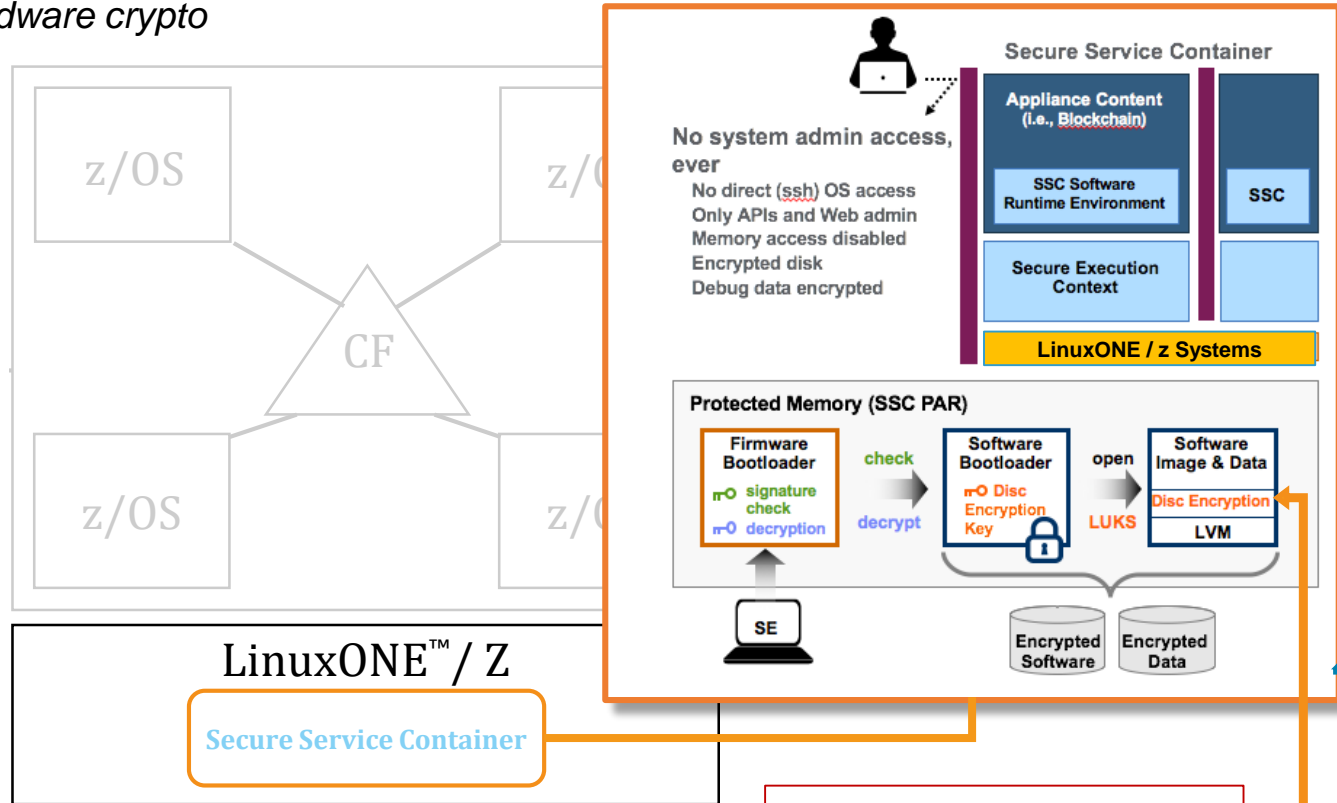 dware crypto
z/OS
z/
CF
z/OS
z/
LinuxONE™/ Z
Secure Service Container
Secure Service Container
Appliance Content
(i.e., Blockchain)
SSC Software
Runtime Environment
SSC
Secure Execution
Context
LinuxONE / z Systems
No system admin access,
ever
No direct (ssh) OS access
Only APIs and Web admin
Memory access disabled
Encrypted disk
Debug data encrypted
Protected Memory (SSC PAR)
Firmware
Bootloader
signature
check
decryption
check
decrypt
Software
Bootloader
Disc
Encryption
Key
open
LUKS
Software
Image & Data
Disc Encryption
LVM
SE
Encrypted
Software
Encrypted
Data